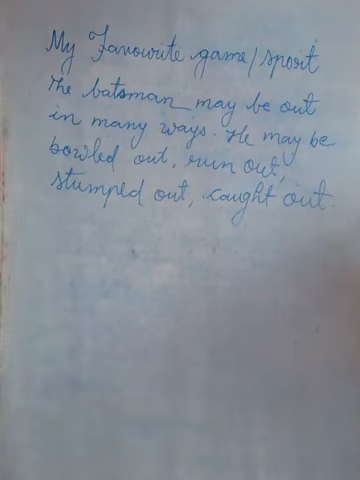 My Favourite game/sport
The batsman may be out
in many ways. He may be
bowled out, run out,
stumped out, caught out.